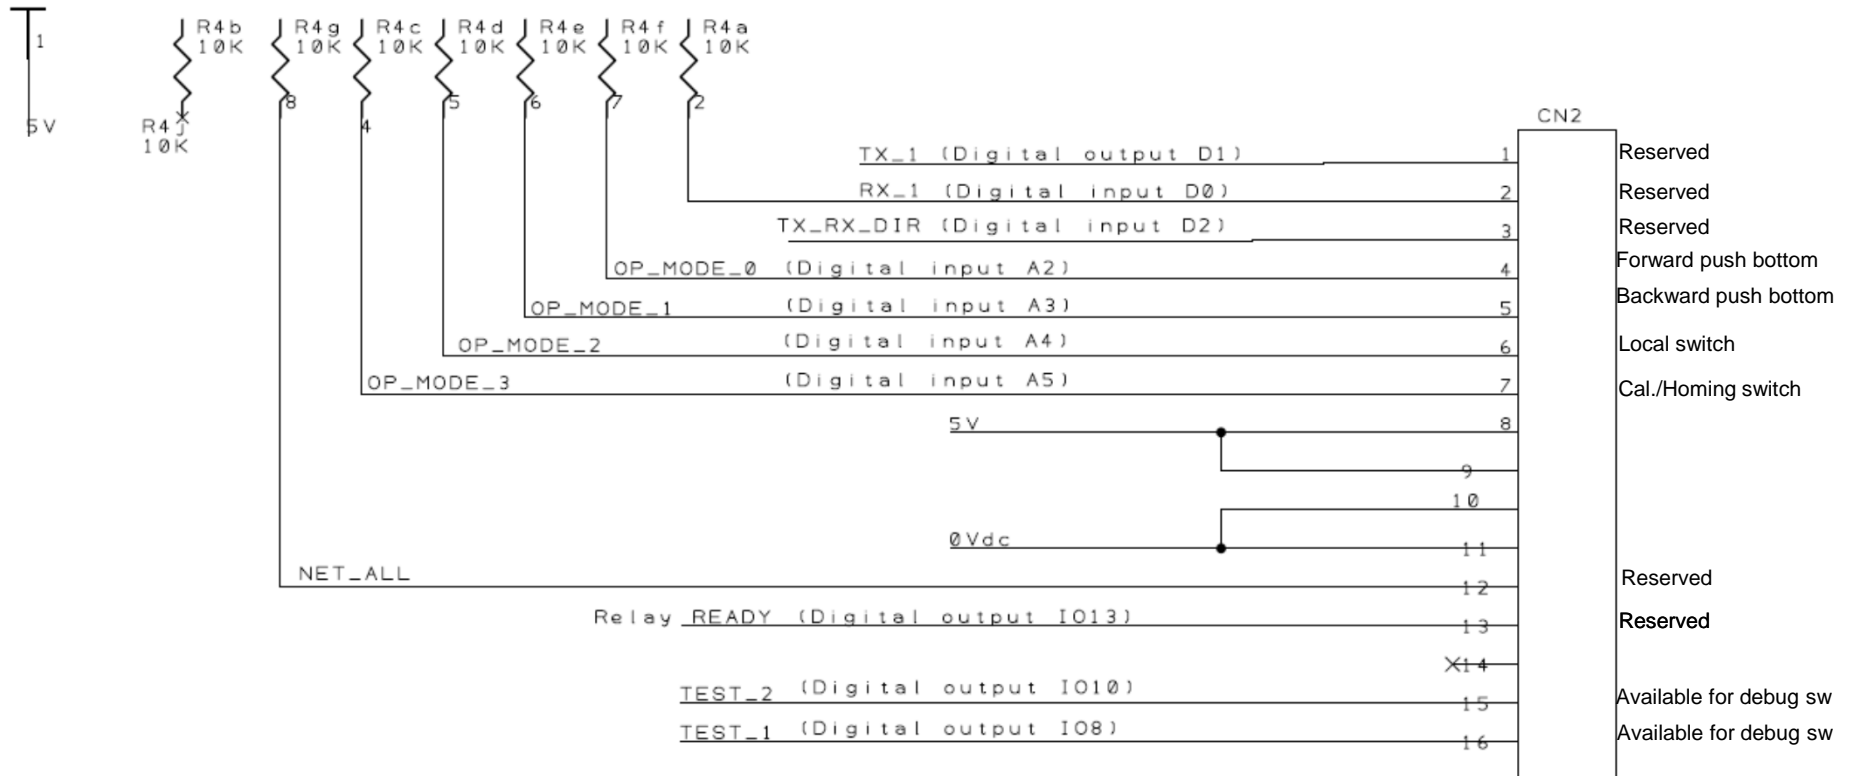 1
5V
R4b
10K
R4j
10K
R4g
10K
8
R4c
10K
4
R4d
10K
5
R4e
10K
6
R4f
10K
7
R4a
10K
2
CN2
TX_1 (Digital output D1) 1 Reserved
RX_1 (Digital input D0) 2 Reserved
TX_RX_DIR (Digital input D2) 3 Reserved
OP_MODE_0 (Digital input A2) 4 Forward push bottom
OP_MODE_1 (Digital input A3) 5 Backward push bottom
OP_MODE_2 (Digital input A4) 6 Local switch
OP_MODE_3 (Digital input A5) 7 Cal./Homing switch
5V 8
9
10
0Vdc 11
NET_ALL 12 Reserved
Relay READY (Digital output IO13) 13 Reserved
14
TEST_2 (Digital output IO10) 15 Available for debug sw
TEST_1 (Digital output IO8) 16 Available for debug sw